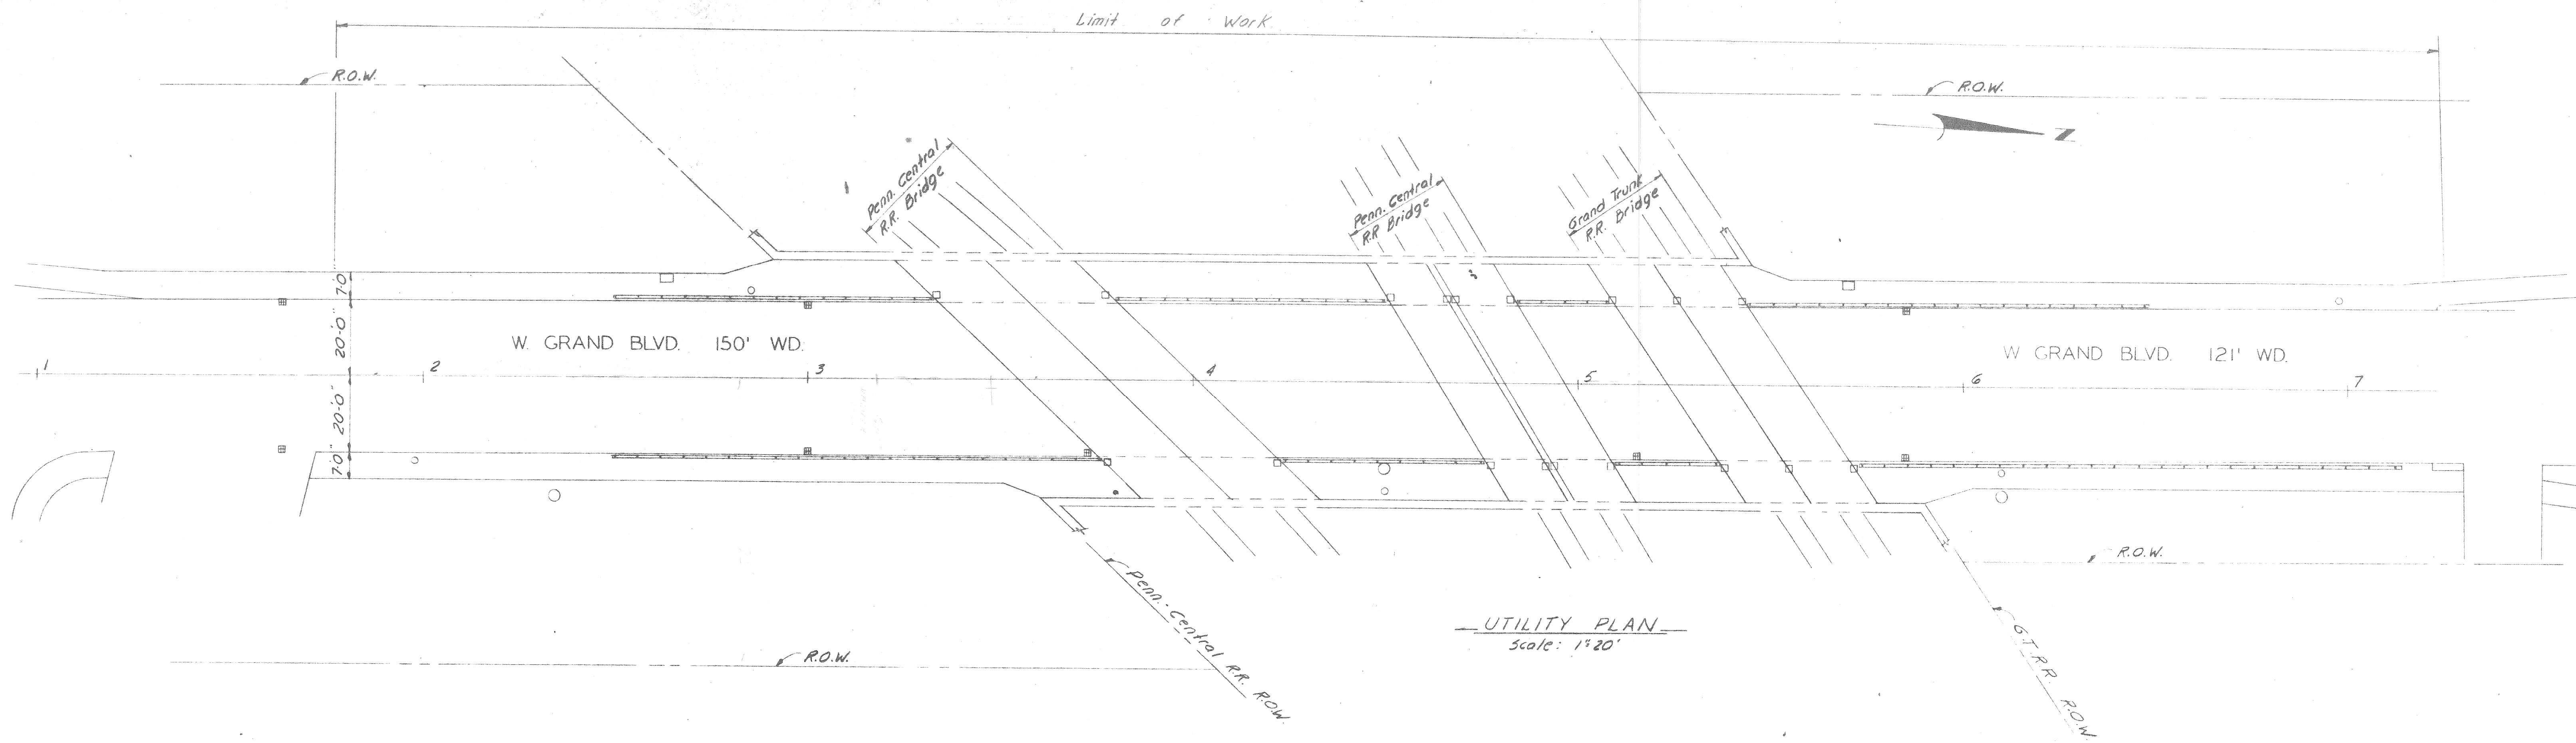 Limit of Work
R.O.W.
R.O.W.
Z
Penn. Central
R.R. Bridge
Penn. Central
R.R Bridge
Grand Trunk
R.R. Bridge
7'-0"
20'-0"
20'-0"
7'-0"
W. GRAND BLVD. 150' WD.
W GRAND BLVD. 121' WD.
1
2
3
4
5
6
7
R.O.W.
R.O.W.
Penn.-Central R.R. R.O.W.
G.T.R.R. R.O.W.
UTILITY PLAN
Scale: 1"=20'